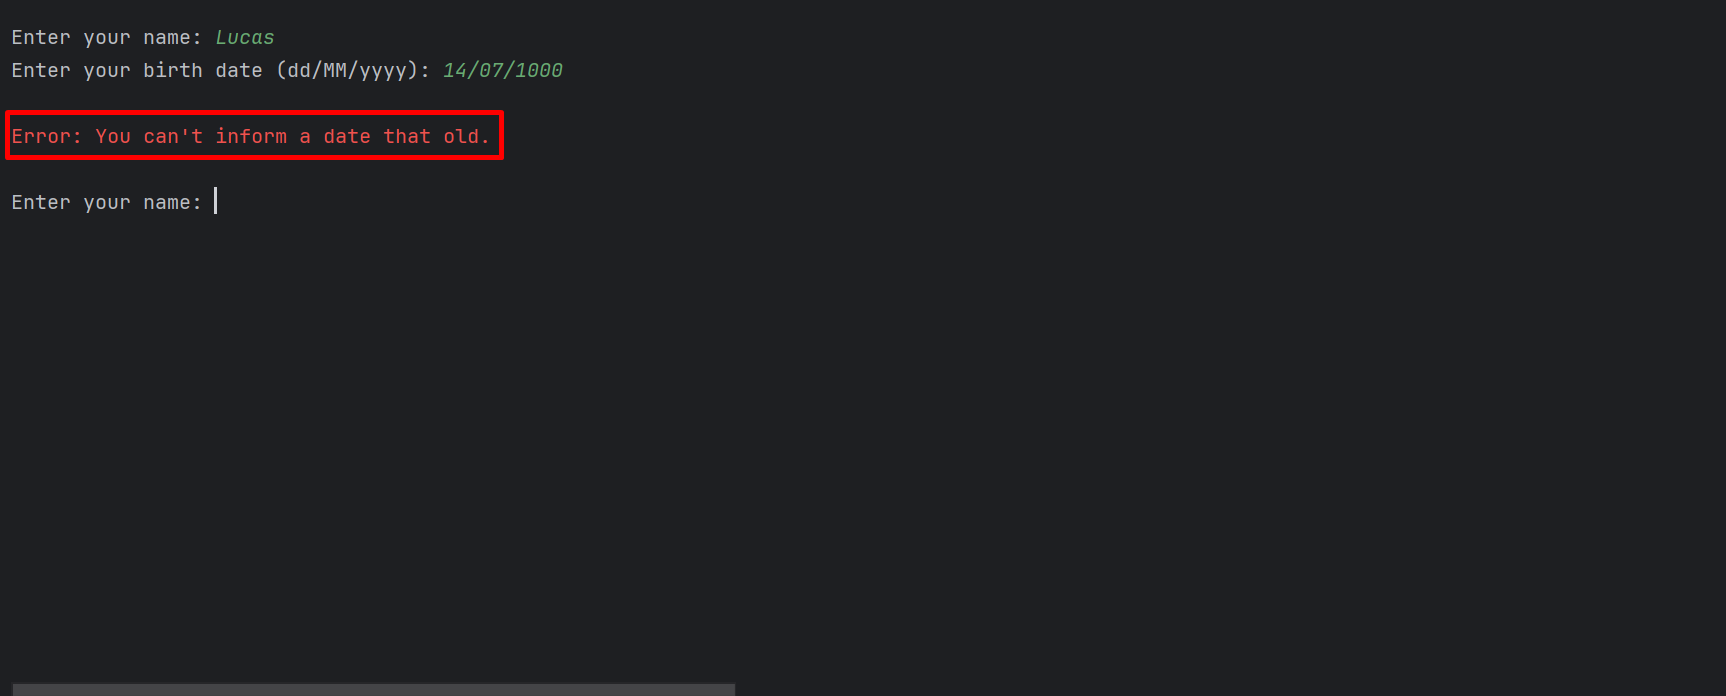 Enter your name: Lucas
Enter your birth date (dd/MM/yyyy): 14/07/1000
Error: You can't inform a date that old.
Enter your name: